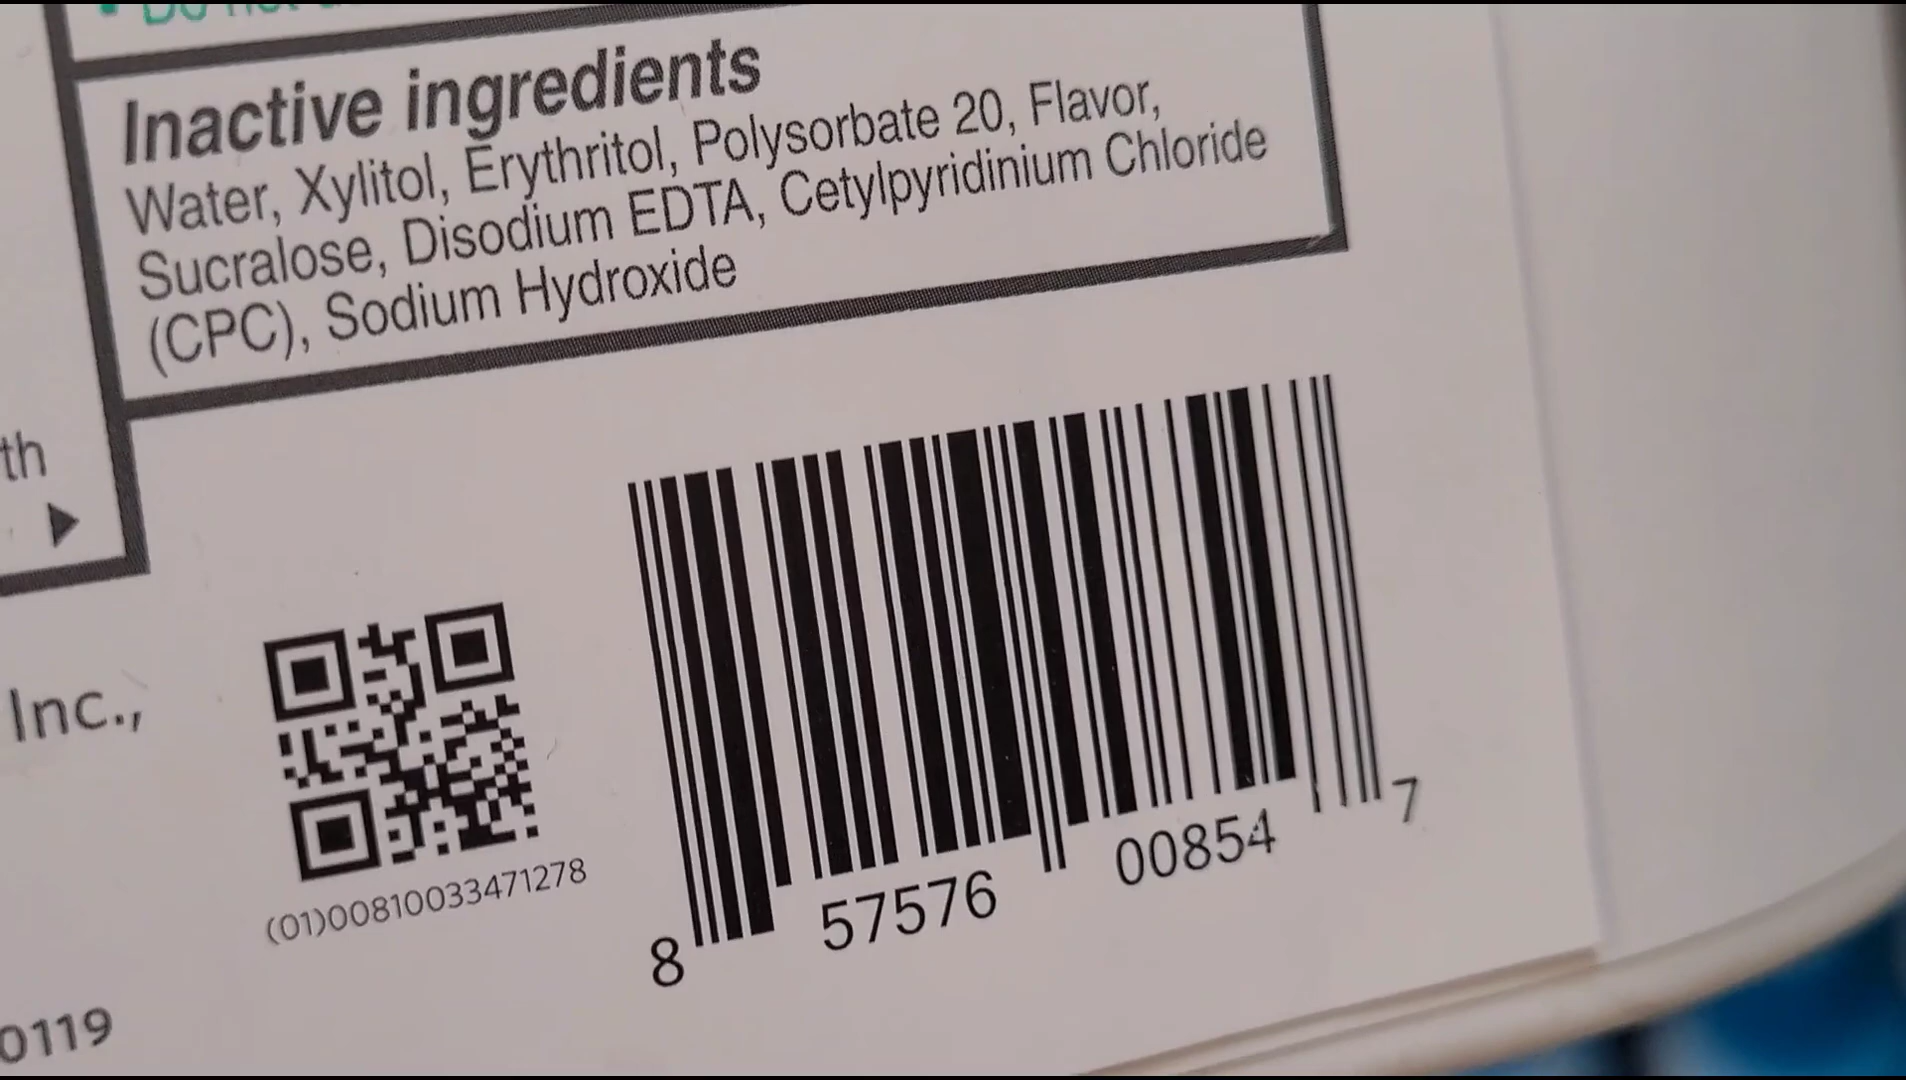 Inactive ingredients
Water, Xylitol, Erythritol, Polysorbate 20, Flavor,
Sucralose, Disodium EDTA, Cetylpyridinium Chloride
(CPC), Sodium Hydroxide
th
Inc.,
(01)00810033471278
8 57576 00854 7
0119